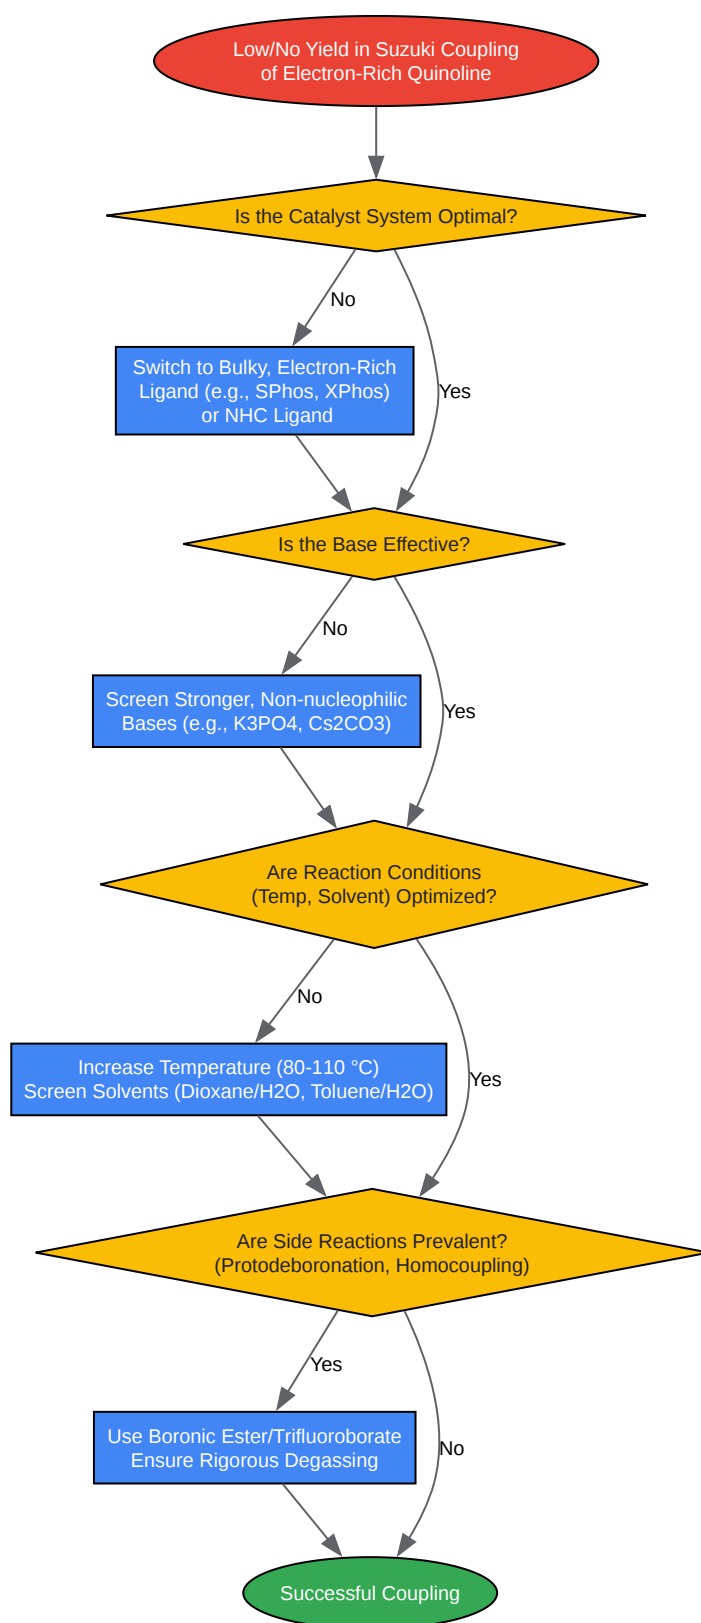 Low/No Yield in Suzuki Coupling
of Electron-Rich Quinoline
Is the Catalyst System Optimal?
No
Switch to Bulky, Electron-Rich
Ligand (e.g., SPhos, XPhos)
or NHC Ligand
Yes
Is the Base Effective?
No
Screen Stronger, Non-nucleophilic
Bases (e.g., K3PO4, Cs2CO3)
Yes
Are Reaction Conditions
(Temp, Solvent) Optimized?
No
Increase Temperature (80-110 °C)
Screen Solvents (Dioxane/H2O, Toluene/H2O)
Yes
Are Side Reactions Prevalent?
(Protodeboronation, Homocoupling)
Yes
Use Boronic Ester/Trifluoroborate
Ensure Rigorous Degassing
No
Successful Coupling